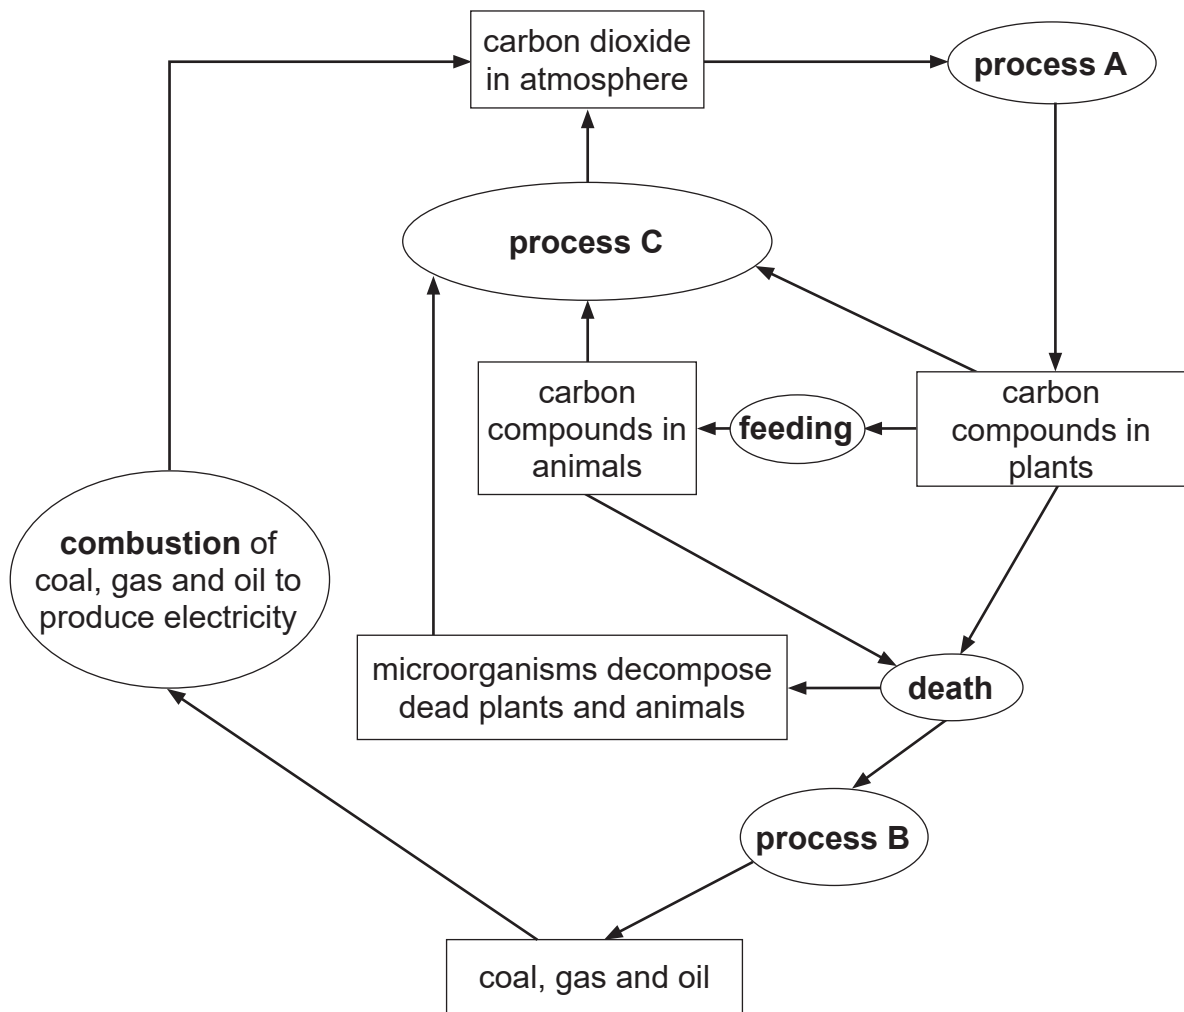 carbon dioxide
in atmosphere
process A
process C
carbon
compounds in
animals
feeding
carbon
compounds in
plants
combustion of
coal, gas and oil to
produce electricity
microorganisms decompose
dead plants and animals
death
process B
coal, gas and oil